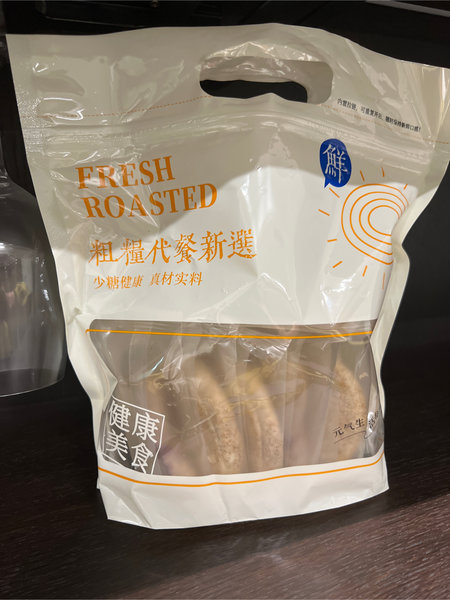 鮮
FRESH
ROASTED
粗糧代餐新選
少糖健康 真材实料
健康
美食
元气生